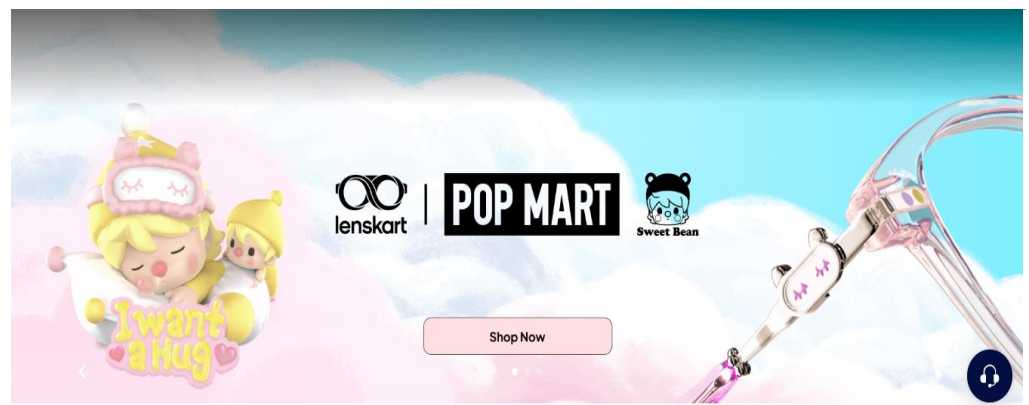 lenskart
POP MART
Sweet Bean
I want
a Hug
Shop Now